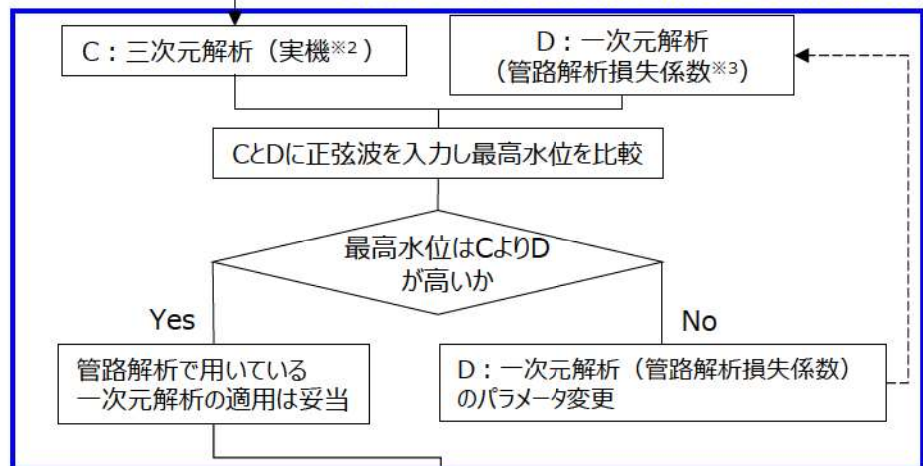 C：三次元解析（実機※2）
D：一次元解析
（管路解析損失係数※3）
CとDに正弦波を入力し最高水位を比較
最高水位はCよりD
が高いか
Yes
No
管路解析で用いている
一次元解析の適用は妥当
D：一次元解析（管路解析損失係数）
のパラメータ変更